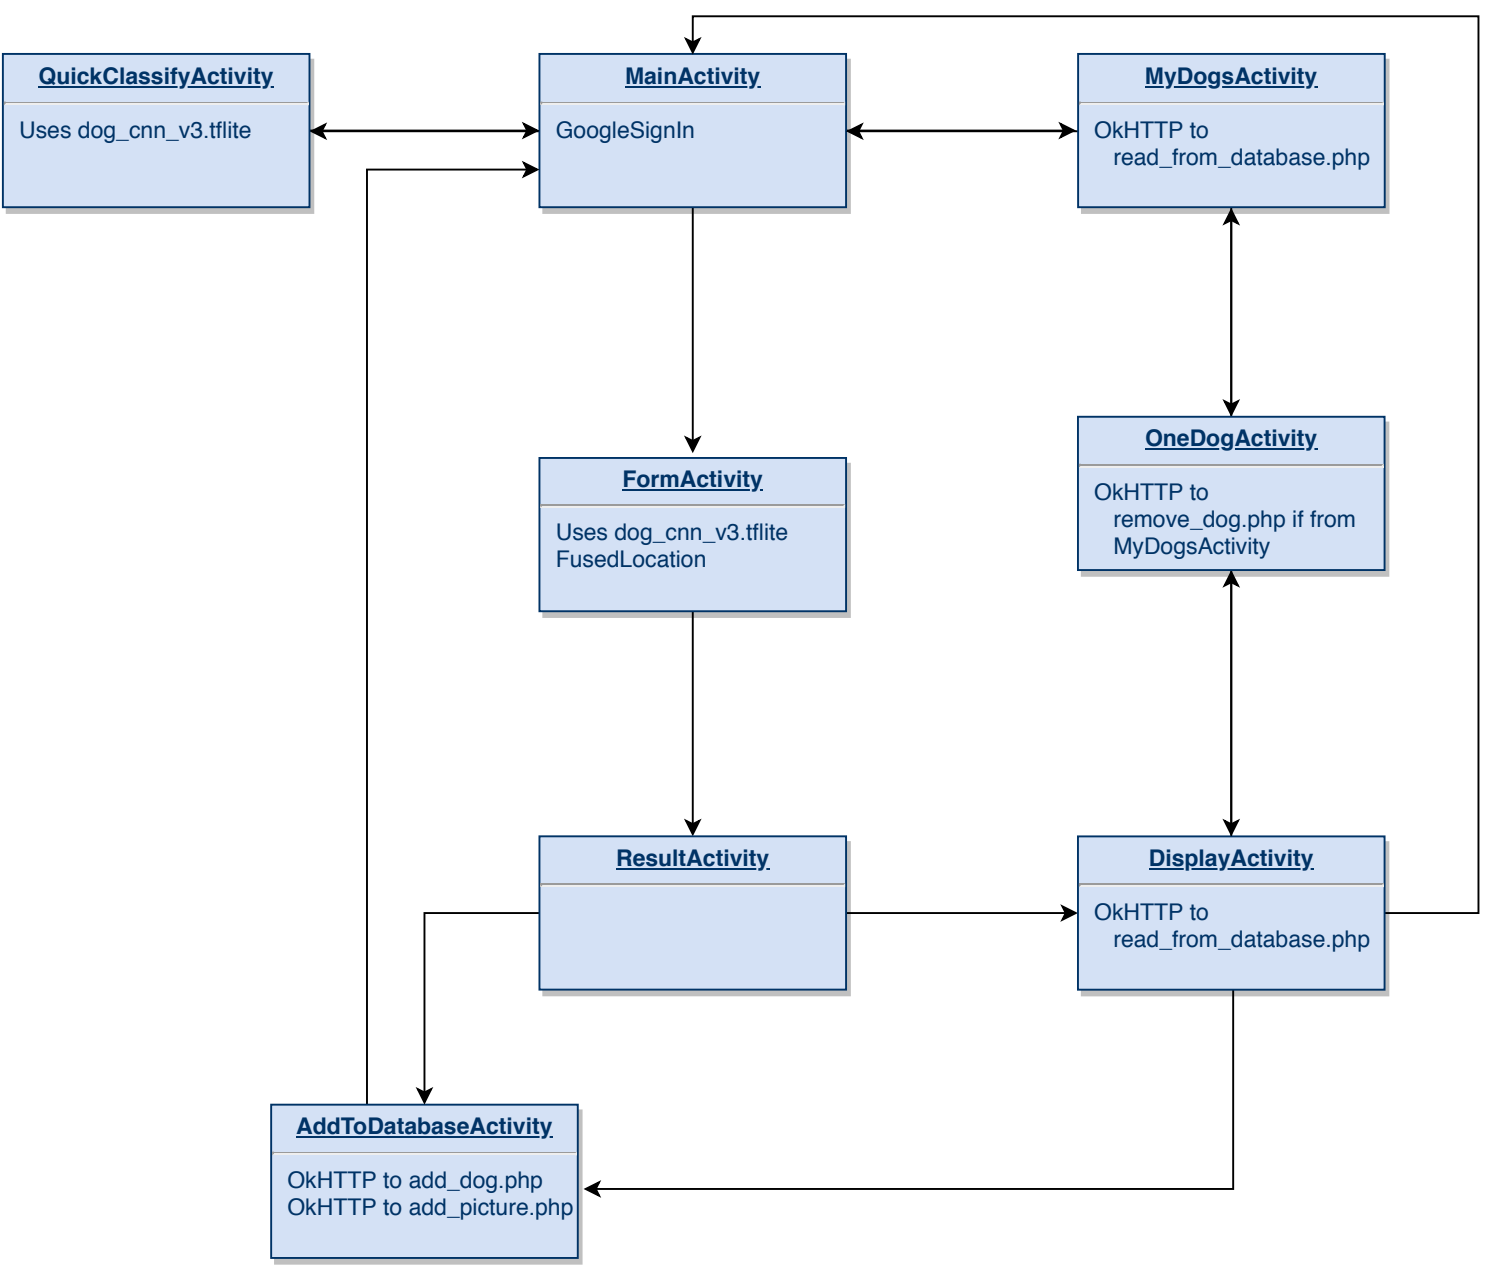 QuickClassifyActivity
Uses dog_cnn_v3.tflite
MainActivity
GoogleSignIn
MyDogsActivity
OkHTTP to
read_from_database.php
FormActivity
Uses dog_cnn_v3.tflite
FusedLocation
OneDogActivity
OkHTTP to
remove_dog.php if from
MyDogsActivity
ResultActivity
DisplayActivity
OkHTTP to
read_from_database.php
AddToDatabaseActivity
OkHTTP to add_dog.php
OkHTTP to add_picture.php